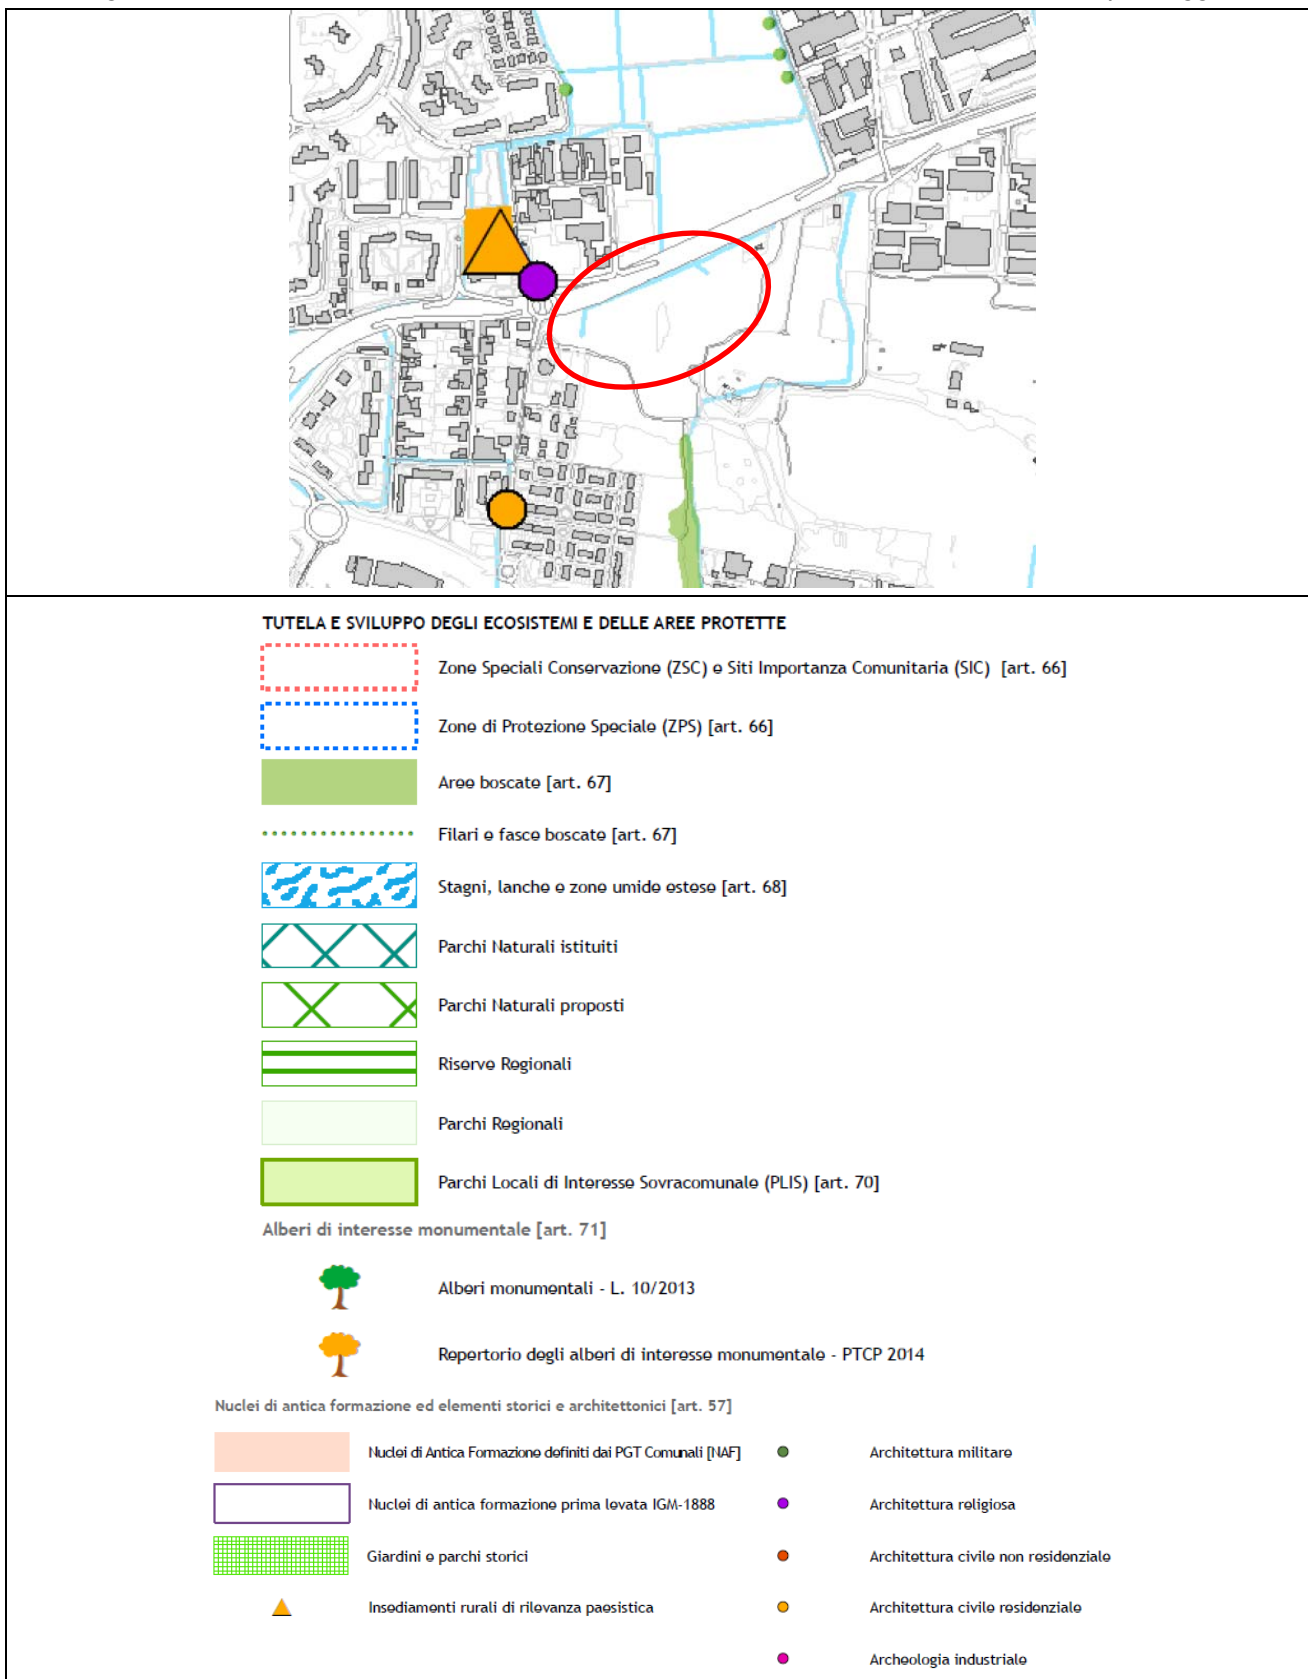 TUTELA E SVILUPPO DEGLI ECOSISTEMI E DELLE AREE PROTETTE
Zone Speciali Conservazione (ZSC) e Siti Importanza Comunitaria (SIC) [art. 66]
Zone di Protezione Speciale (ZPS) [art. 66]
Aree boscate [art. 67]
Filari e fasce boscate [art. 67]
Stagni, lanche e zone umide estese [art. 68]
Parchi Naturali istituiti
Parchi Naturali proposti
Riserve Regionali
Parchi Regionali
Parchi Locali di Interesse Sovracomunale (PLIS) [art. 70]
Alberi di interesse monumentale [art. 71]
Alberi monumentali - L. 10/2013
Repertorio degli alberi di interesse monumentale - PTCP 2014
Nuclei di antica formazione ed elementi storici e architettonici [art. 57]
Nuclei di Antica Formazione definiti dai PGT Comunali [NAF]
Architettura militare
Nuclei di antica formazione prima levata IGM-1888
Architettura religiosa
Giardini e parchi storici
Architettura civile non residenziale
Insediamenti rurali di rilevanza paesistica
Architettura civile residenziale
Archeologia industriale